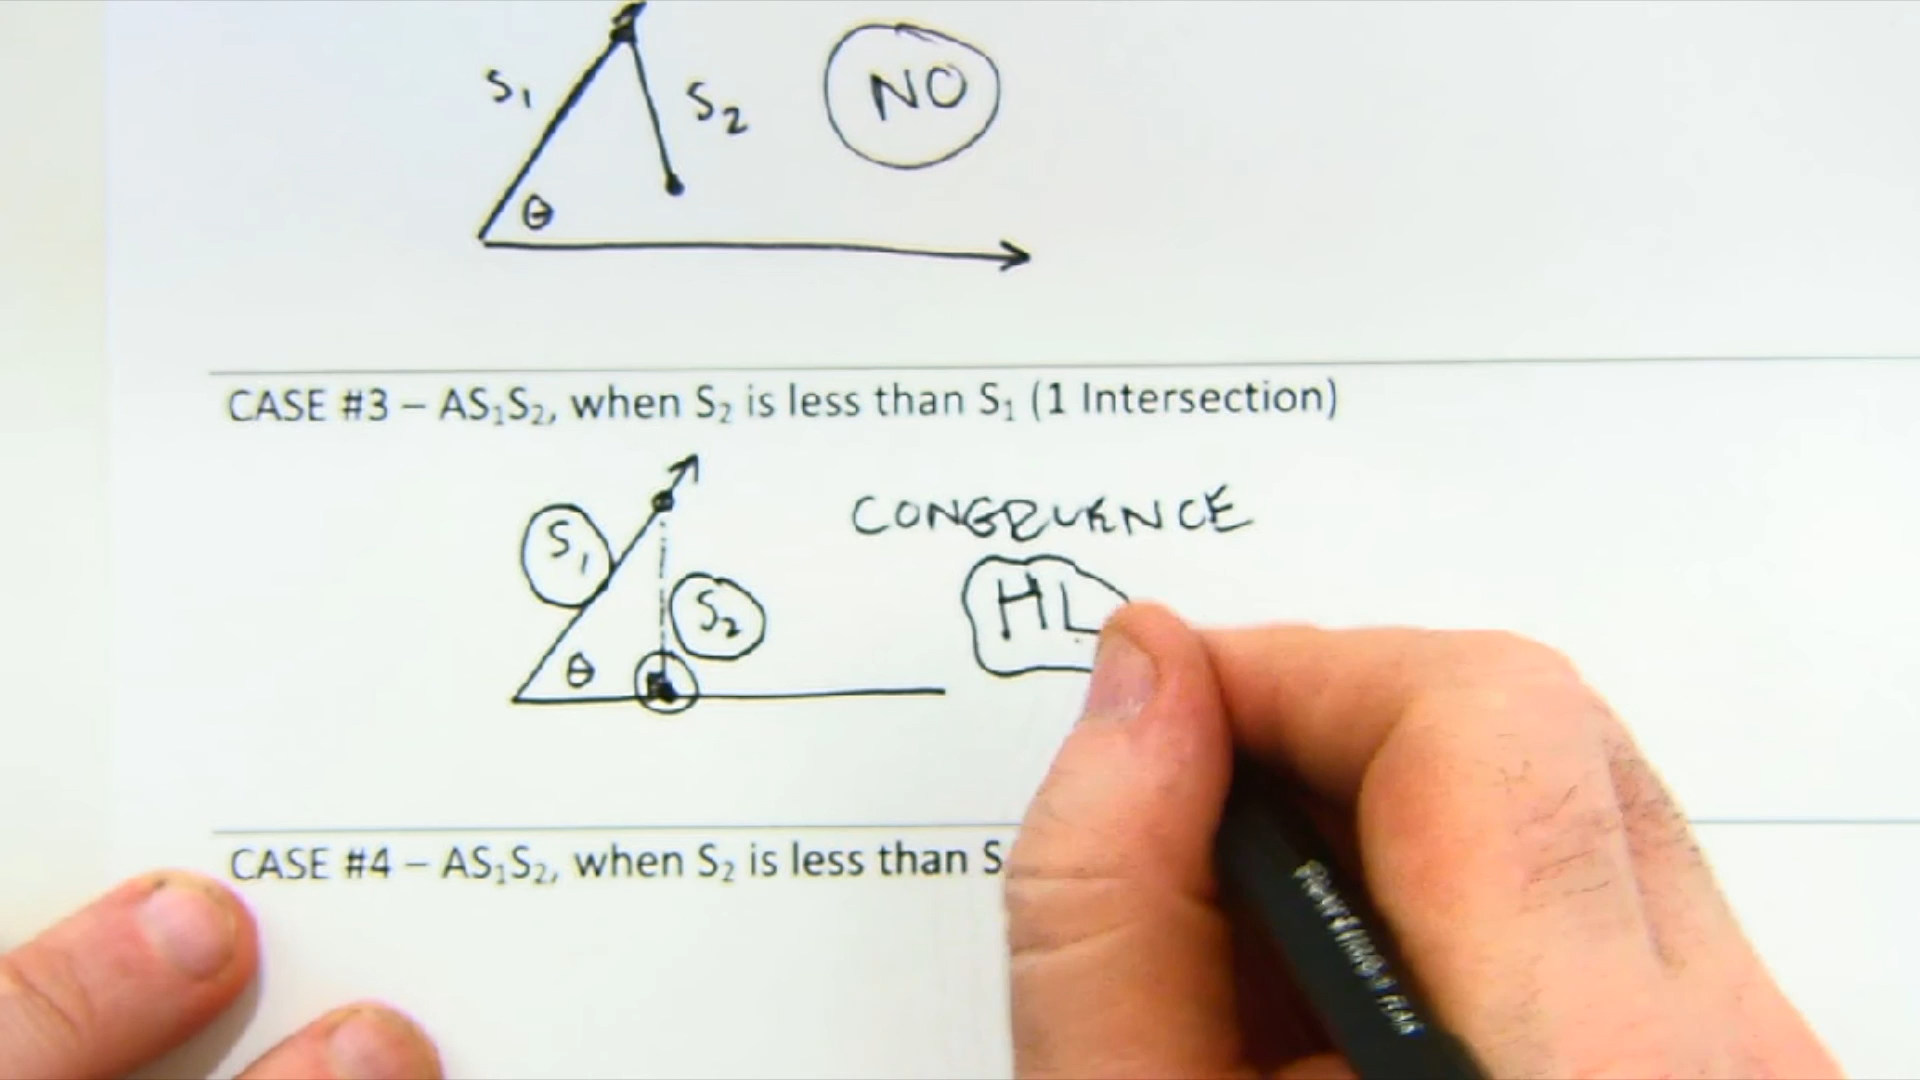 S₁ S₂ NO
θ
CASE #3 – AS₁S₂, when S₂ is less than S₁ (1 Intersection)
CONGRUENCE
S₁
HL
S₂
θ
CASE #4 – AS₁S₂, when S₂ is less than S